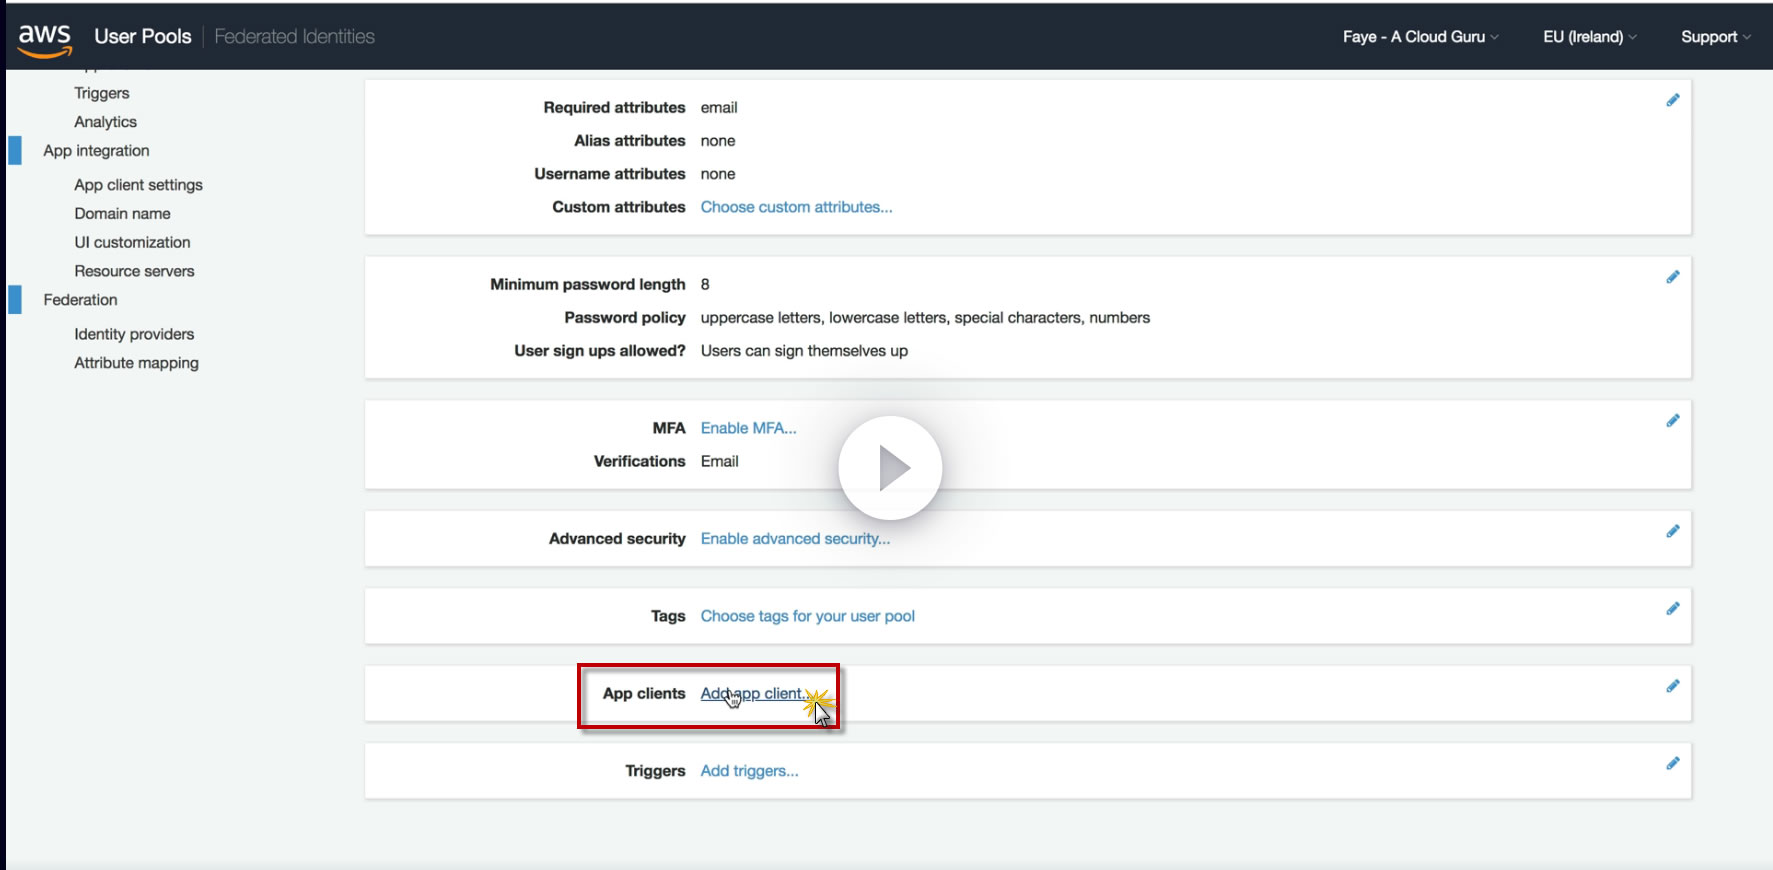 aws User Pools Federated Identities Faye - A Cloud Guru EU (Ireland) Support
Triggers
Analytics
App integration
App client settings
Domain name
UI customization
Resource servers
Federation
Identity providers
Attribute mapping
Required attributes email
Alias attributes none
Username attributes none
Custom attributes Choose custom attributes...
Minimum password length 8
Password policy uppercase letters, lowercase letters, special characters, numbers
User sign ups allowed? Users can sign themselves up
MFA Enable MFA...
Verifications Email
Advanced security Enable advanced security...
Tags Choose tags for your user pool
App clients Add app client...
Triggers Add triggers...